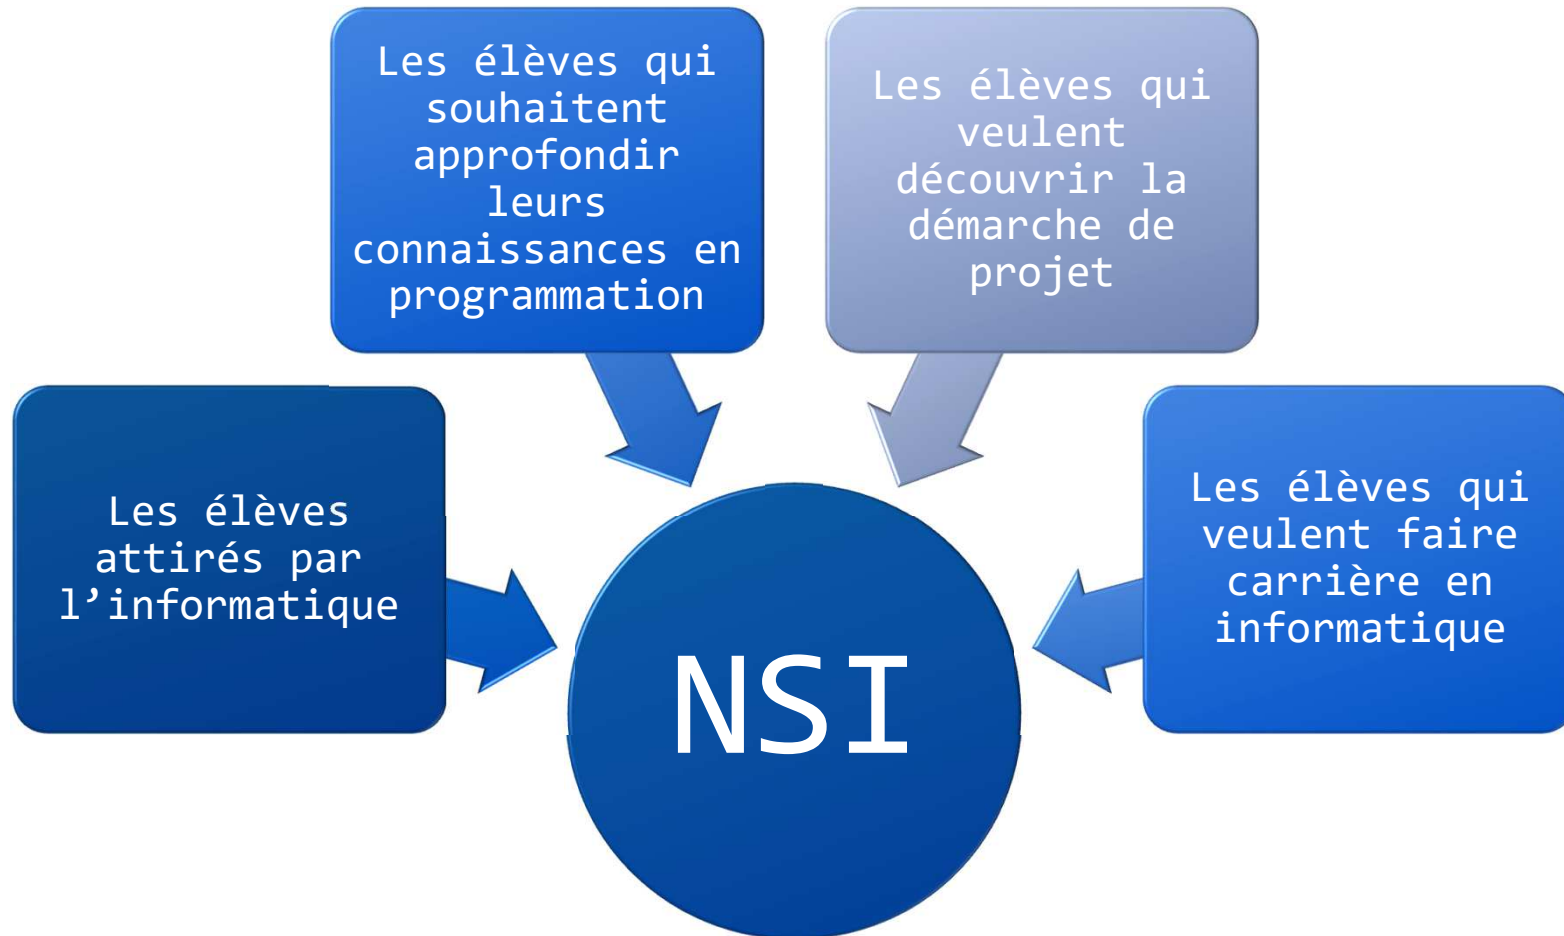 Les élèves qui
souhaitent
approfondir
leurs
connaissances en
programmation
Les élèves qui
veulent
découvrir la
démarche de
projet
Les élèves
attirés par
l’informatique
Les élèves qui
veulent faire
carrière en
informatique
NSI